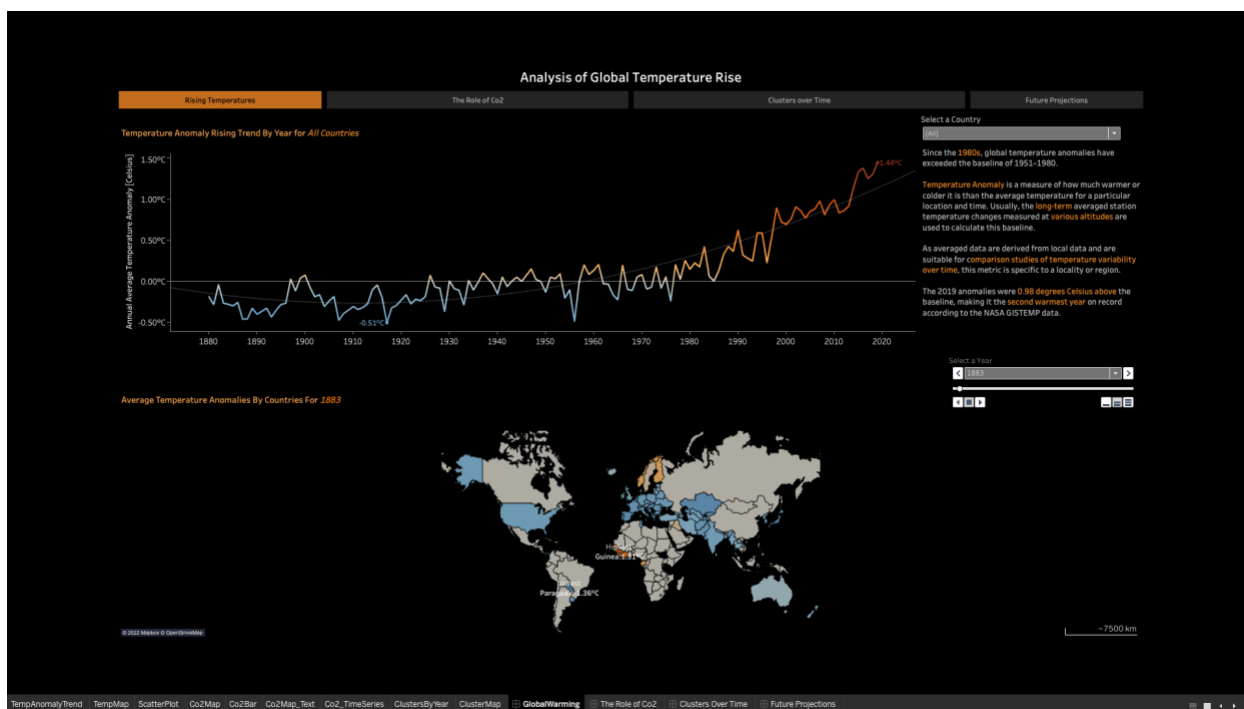 Analysis of Global Temperature Rise
Rising Temperatures
The Role of Co2
Clusters over Time
Future Projections
Temperature Anomaly Rising Trend By Year for All Countries
Select a Country
(All)
Since the 1980s, global temperature anomalies have
exceeded the baseline of 1951-1980.
Temperature Anomaly is a measure of how much warmer or
colder it is than the average temperature for a particular
location and time. Usually, the long-term averaged station
temperature changes measured at various altitudes are
used to calculate this baseline.
As averaged data are derived from local data and are
suitable for comparison studies of temperature variability
over time, this metric is specific to a locality or region.
The 2019 anomalies were 0.98 degrees Celsius above the
baseline, making it the second warmest year on record
according to the NASA GISTEMP data.
Annual Average Temperature Anomaly [Celsius]
1.50°C
1.00°C
0.50°C
0.00°C
-0.50°C
1.44°C
-0.51°C
1880 1890 1900 1910 1920 1930 1940 1950 1960 1970 1980 1990 2000 2010 2020
Select a Year
1883
Average Temperature Anomalies By Countries For 1883
Guinea
Paraguay
© 2022 Mapbox © OpenStreetMap
~7500 km
TempAnomalyTrend TempMap ScatterPlot Co2Map Co2Bar Co2Map_Text Co2_TimeSeries ClustersByYear ClusterMap GlobalWarming The Role of Co2 Clusters Over Time Future Projections